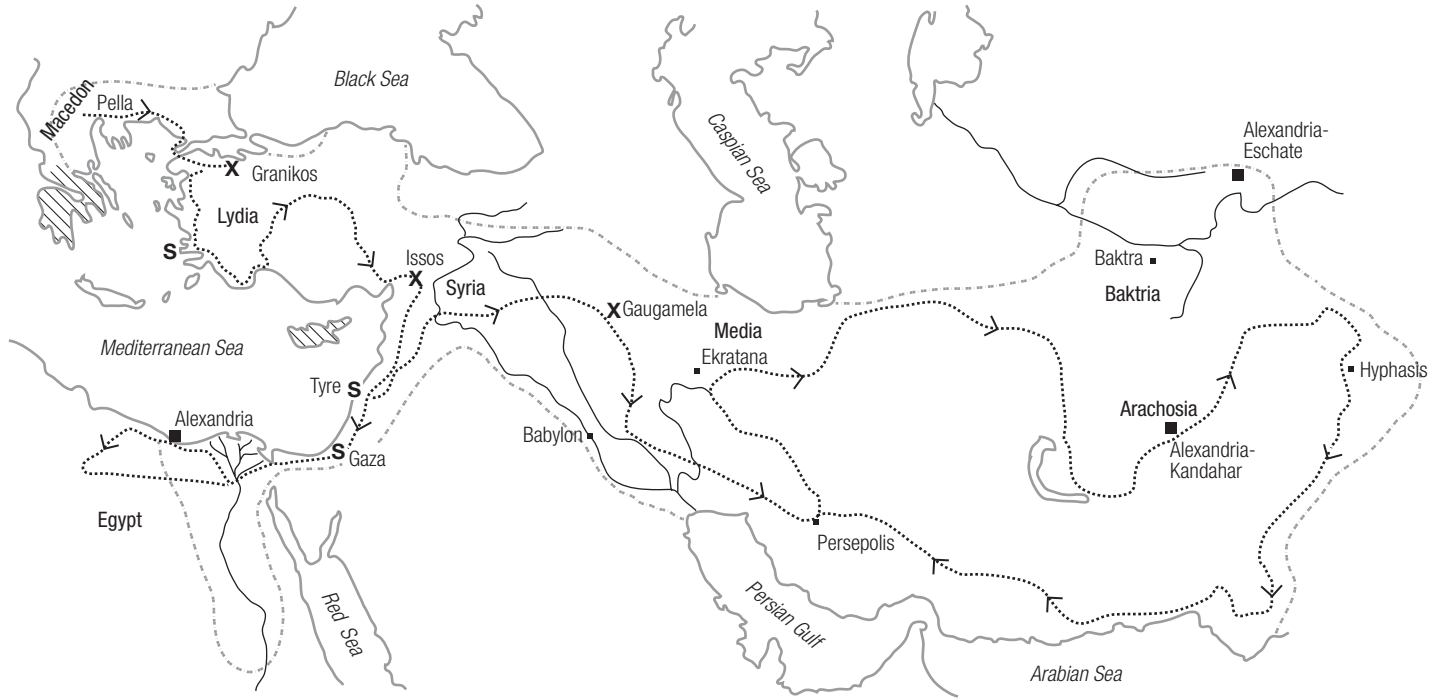 Black Sea
Macedon
Pella
Granikos
Lydia
S
X
Caspian Sea
Alexandria-
Eschate
Issos
X
Syria
Baktra
Baktria
X
Gaugamela
Media
Ekratana
Mediterranean Sea
Tyre
S
Hyphasis
Arachosia
Alexandria-
Kandahar
Alexandria
Babylon
S
Gaza
Egypt
Persepolis
Red Sea
Persian Gulf
Arabian Sea